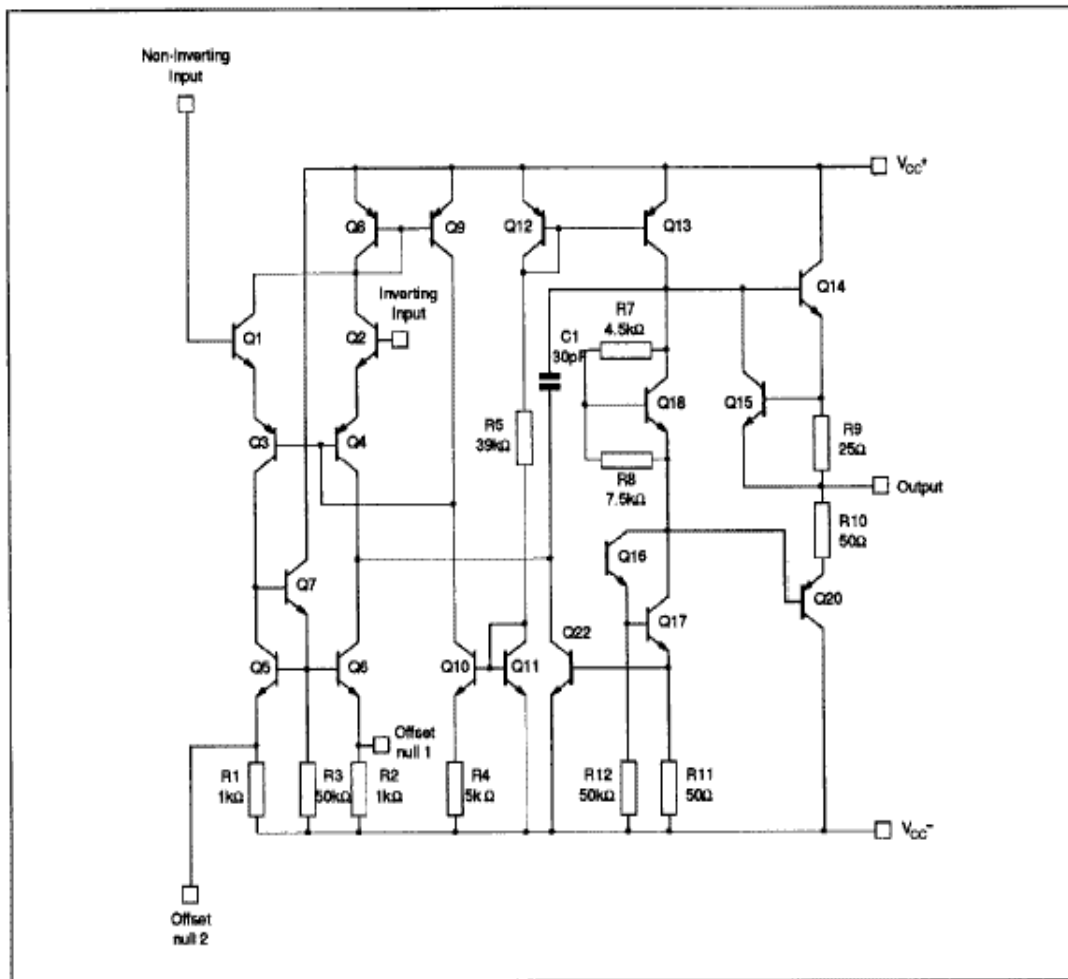 Non-Inverting
Input
V_CC+
Q8
Q9
Q12
Q13
Q14
Inverting
Input
R7
4.5kΩ
Q1
Q2
C1
30pF
Q15
Q18
R5
39kΩ
R9
25Ω
Q3
Q4
R8
7.5kΩ
Output
R10
50Ω
Q16
Q7
Q20
Q22
Q17
Q5
Q6
Q10
Q11
Offset
null 1
R1
1kΩ
R3
50kΩ
R2
1kΩ
R4
5k Ω
R12
50kΩ
R11
50Ω
V_CC-
Offset
null 2